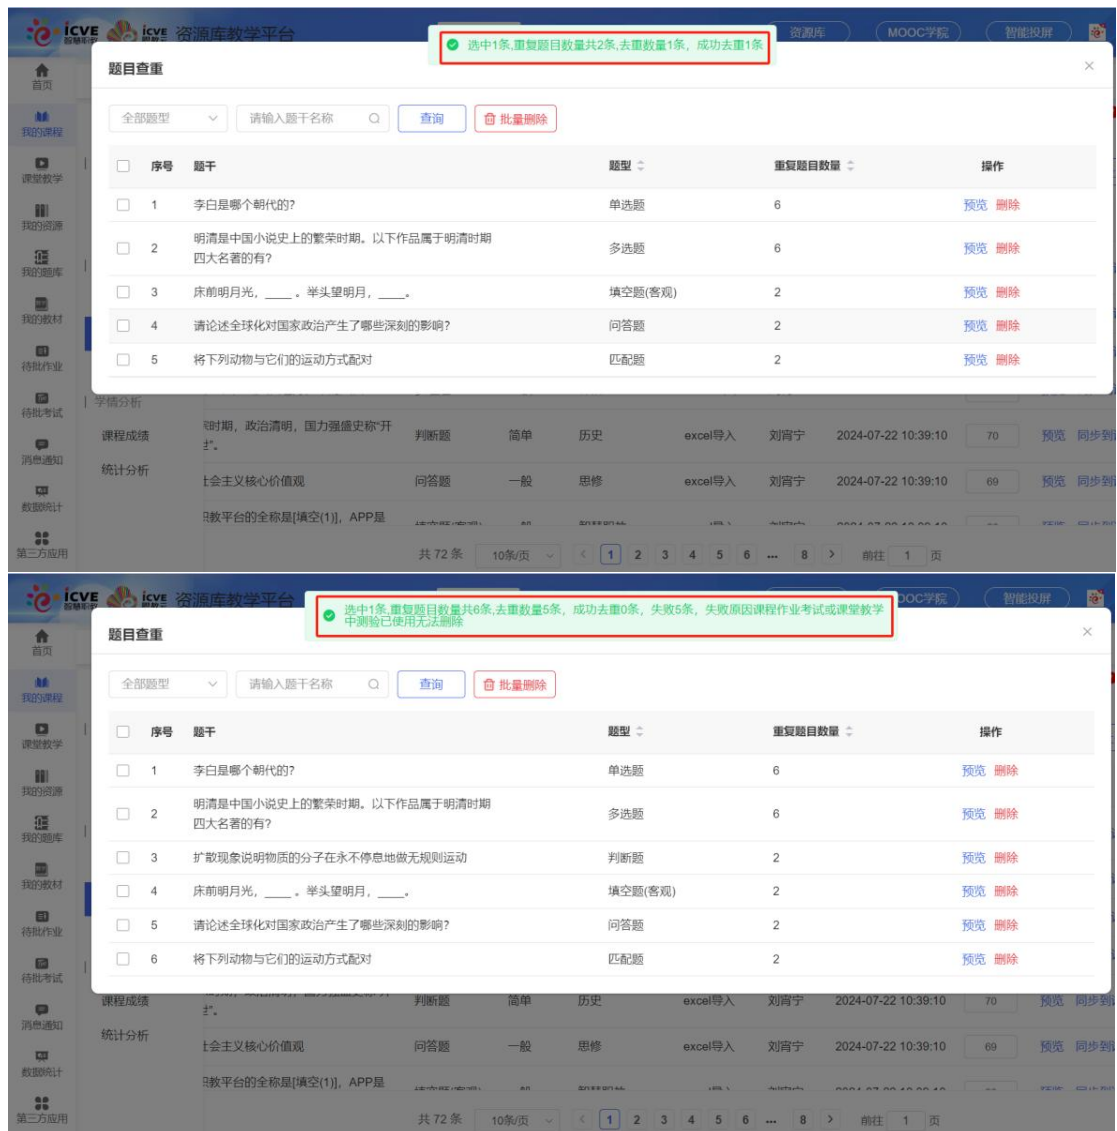 icve 智慧职教 icve 职教云 资源库教学平台
选中1条,重复题目数量共2条,去重数量1条，成功去重1条
资源库 MOOC学院 智能投屏
首页
我的课程
课堂教学
我的资源
我的题库
我的教材
待批作业
待批考试
消息通知
数据统计
第三方应用
题目查重 ×
全部题型 请输入题干名称 查询 批量删除
序号 题干 题型 重复题目数量 操作
1 李白是哪个朝代的? 单选题 6 预览 删除
2 明清是中国小说史上的繁荣时期。以下作品属于明清时期
四大名著的有? 多选题 6 预览 删除
3 床前明月光，____ 。举头望明月，____。 填空题(客观) 2 预览 删除
4 请论述全球化对国家政治产生了哪些深刻的影响? 问答题 2 预览 删除
5 将下列动物与它们的运动方式配对 匹配题 2 预览 删除
学情分析
课程成绩
统计分析
时期，政治清明，国力强盛史称“开 判断题 简单 历史 excel导入 刘宵宁 2024-07-22 10:39:10 70 预览 同步到
社会主义核心价值观 问答题 一般 思修 excel导入 刘宵宁 2024-07-22 10:39:10 69 预览 同步到
教平台的全称是[填空(1)]，APP是
共 72 条 10条/页 < 1 2 3 4 5 6 ... 8 > 前往 1 页
icve 智慧职教 icve 职教云 资源库教学平台
选中1条,重复题目数量共6条,去重数量5条，成功去重0条，失败5条，失败原因课程作业考试或课堂教学
中测验已使用无法删除
OOC学院 智能投屏
首页
我的课程
课堂教学
我的资源
我的题库
我的教材
待批作业
待批考试
消息通知
数据统计
第三方应用
题目查重 ×
全部题型 请输入题干名称 查询 批量删除
序号 题干 题型 重复题目数量 操作
1 李白是哪个朝代的? 单选题 6 预览 删除
2 明清是中国小说史上的繁荣时期。以下作品属于明清时期
四大名著的有? 多选题 6 预览 删除
3 扩散现象说明物质的分子在永不停息地做无规则运动 判断题 2 预览 删除
4 床前明月光，____ 。举头望明月，____。 填空题(客观) 2 预览 删除
5 请论述全球化对国家政治产生了哪些深刻的影响? 问答题 2 预览 删除
6 将下列动物与它们的运动方式配对 匹配题 2 预览 删除
课程成绩
统计分析
判断题 简单 历史 excel导入 刘宵宁 2024-07-22 10:39:10 70 预览 同步到
社会主义核心价值观 问答题 一般 思修 excel导入 刘宵宁 2024-07-22 10:39:10 69 预览 同步到
教平台的全称是[填空(1)]，APP是
共 72 条 10条/页 < 1 2 3 4 5 6 ... 8 > 前往 1 页